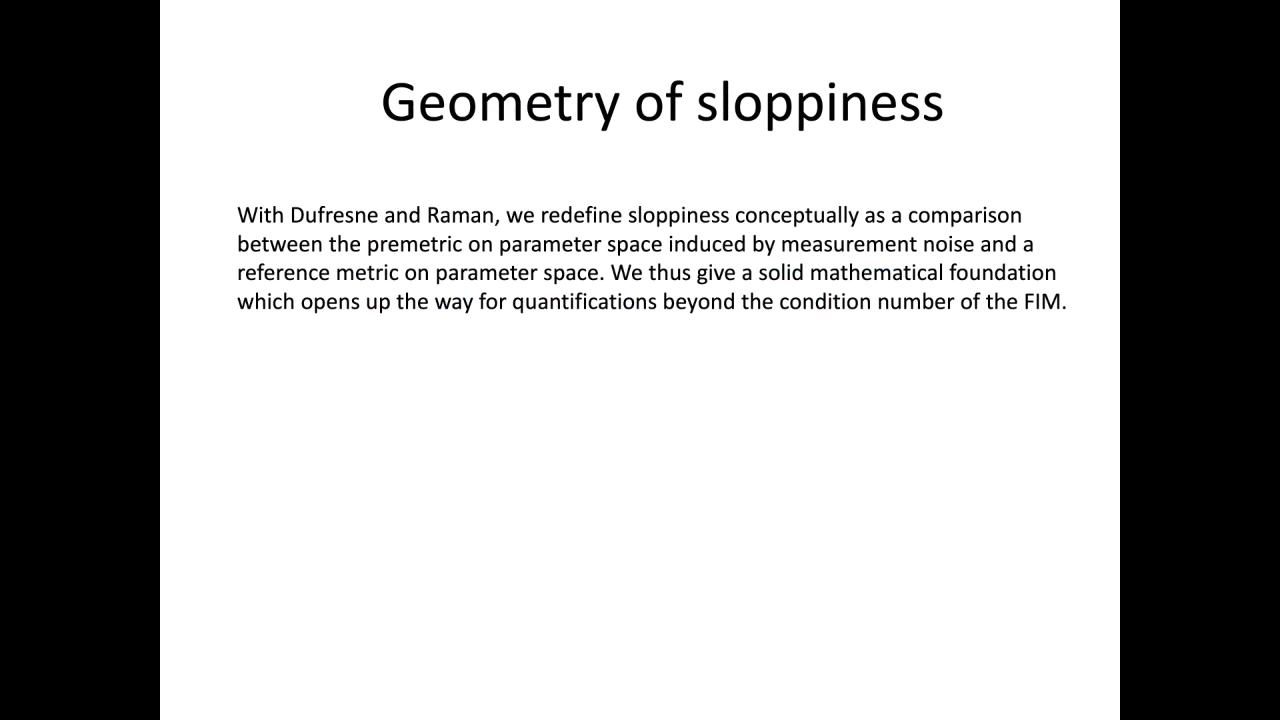 Geometry of sloppiness
With Dufresne and Raman, we redefine sloppiness conceptually as a comparison
between the premetric on parameter space induced by measurement noise and a
reference metric on parameter space. We thus give a solid mathematical foundation
which opens up the way for quantifications beyond the condition number of the FIM.